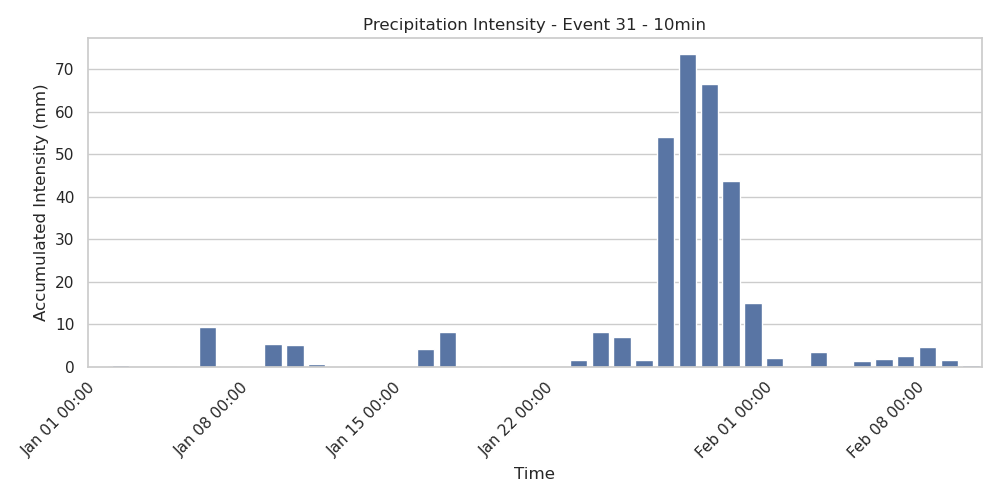 Precipitation Intensity - Event 31 - 10min
Accumulated Intensity (mm)
70
60
50
40
30
20
10
0
Jan 01 00:00
Jan 08 00:00
Jan 15 00:00
Jan 22 00:00
Feb 01 00:00
Feb 08 00:00
Time